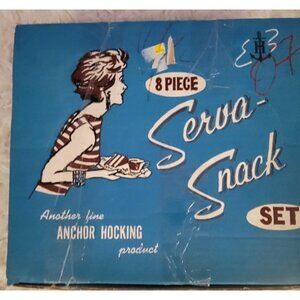 8 PIECE
Serva-
Snack
SET
Another fine
ANCHOR HOCKING
product